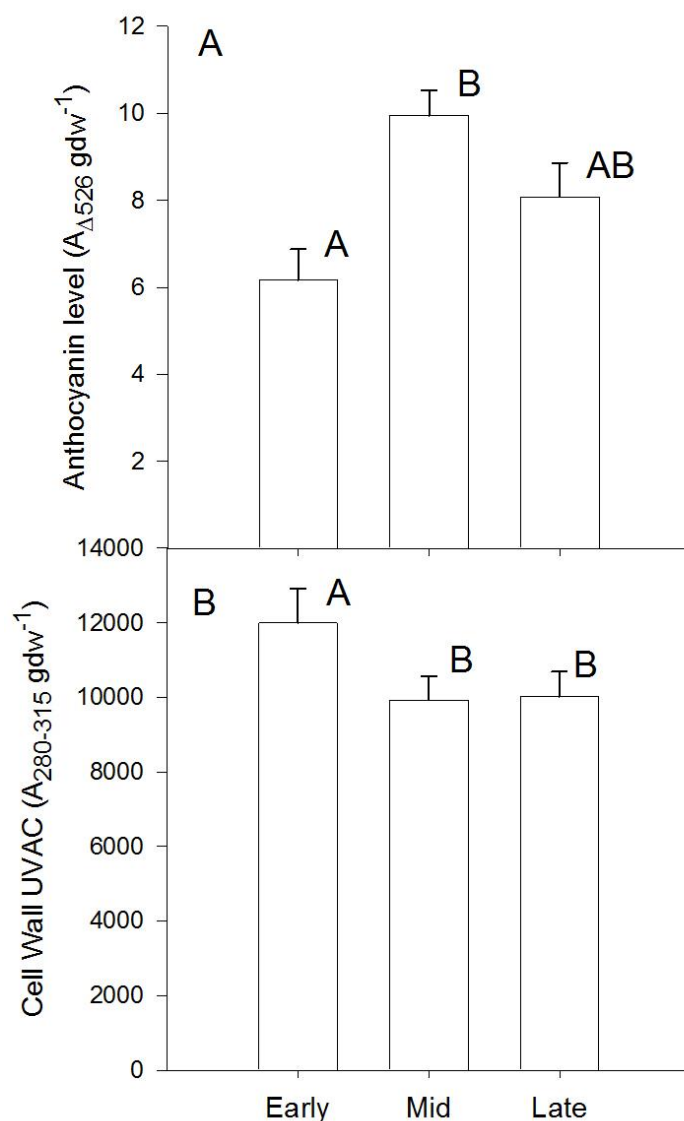 A
12
10
8
6
4
2
Anthocyanin level (AΔ526 gdw-1)
A
B
AB
B
14000
12000
10000
8000
6000
4000
2000
0
Cell Wall UVAC (A280-315 gdw-1)
A
B
B
Early Mid Late